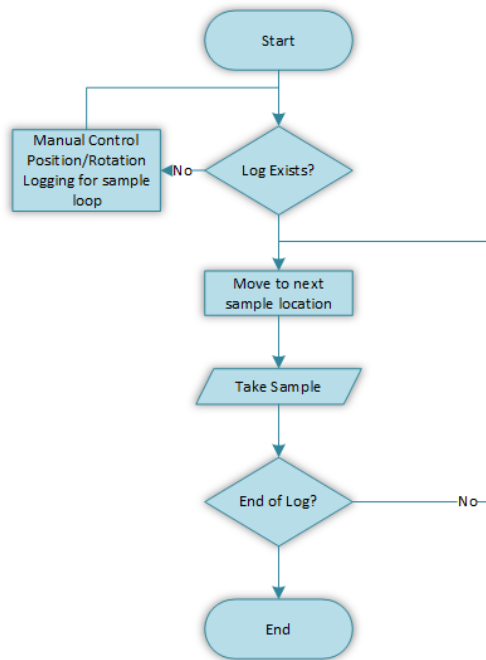 Start
Manual Control
Position/Rotation
Logging for sample
loop
No
Log Exists?
Move to next
sample location
Take Sample
End of Log?
No
End